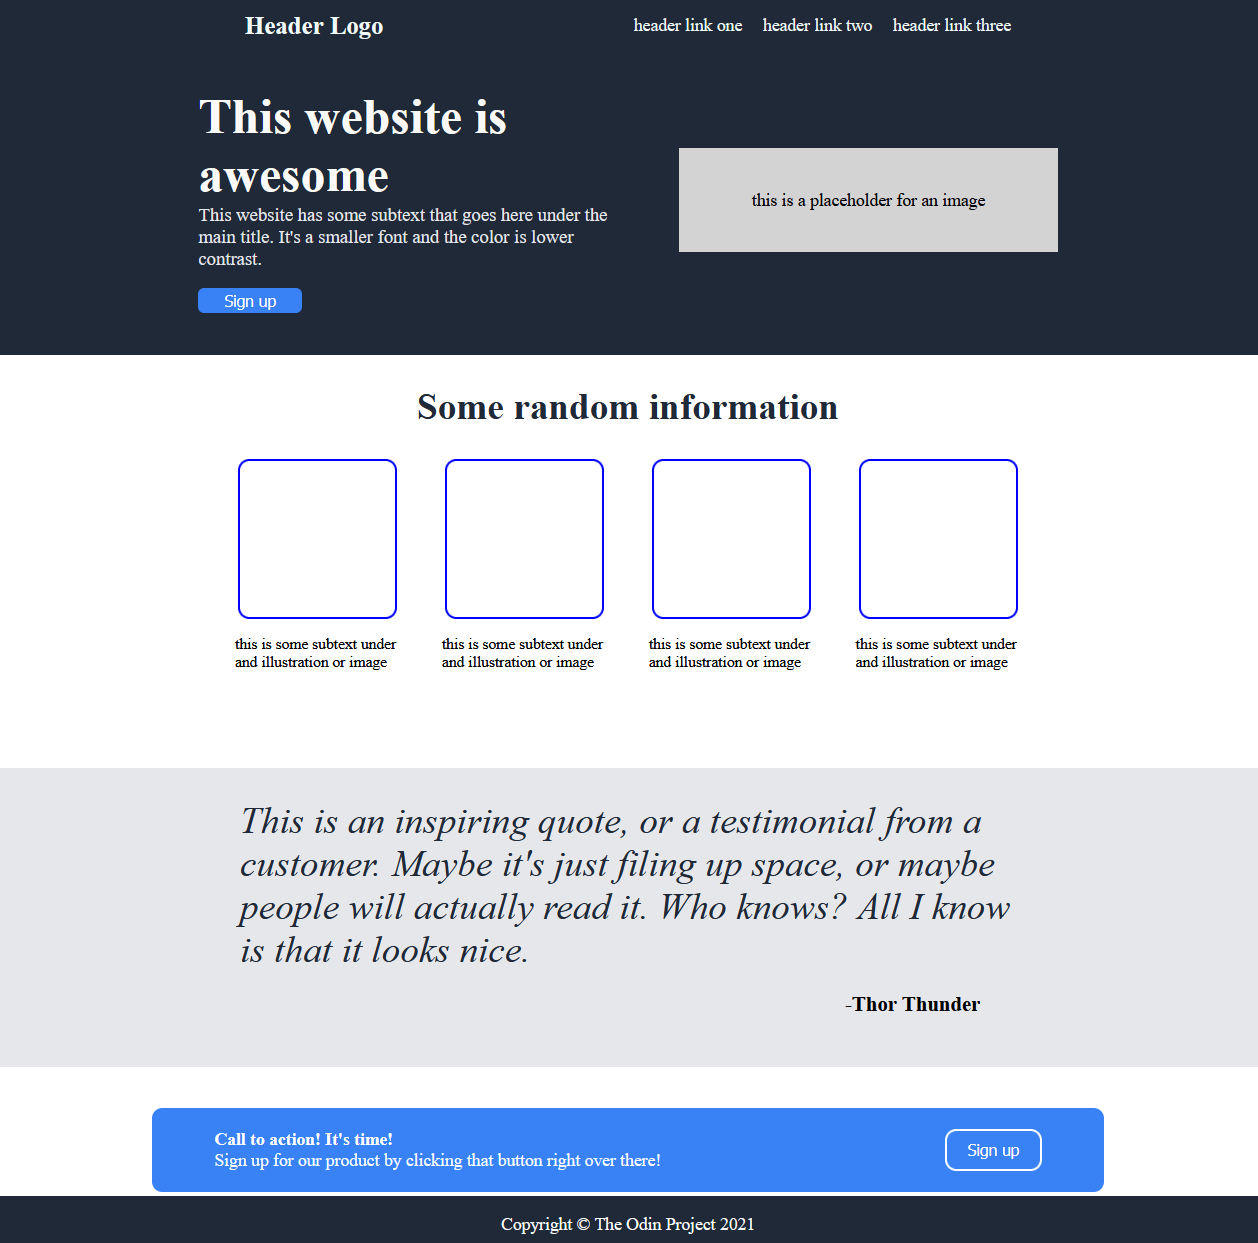 Header Logo
header link one header link two header link three
This website is
awesome
This website has some subtext that goes here under the
main title. It's a smaller font and the color is lower
contrast.
Sign up
this is a placeholder for an image
Some random information
this is some subtext under
and illustration or image
this is some subtext under
and illustration or image
this is some subtext under
and illustration or image
this is some subtext under
and illustration or image
This is an inspiring quote, or a testimonial from a
customer. Maybe it's just filing up space, or maybe
people will actually read it. Who knows? All I know
is that it looks nice.
-Thor Thunder
Call to action! It's time!
Sign up for our product by clicking that button right over there!
Sign up
Copyright © The Odin Project 2021